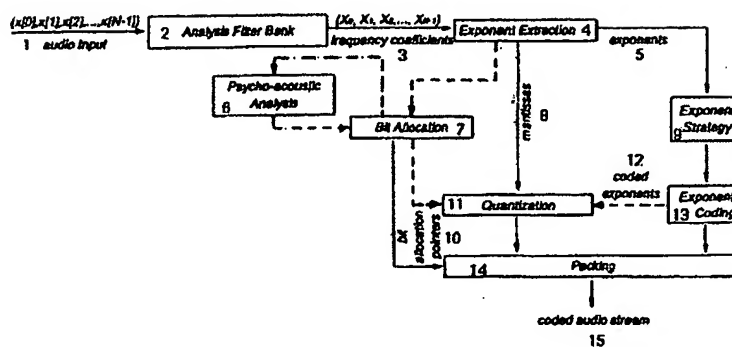 {x[0],x[1],x[2],...,x[N-1]}
1 audio input
2 Analysis Filter Bank
(X₀, X₁, X₂,..., Xₙ₋₁)
frequency coefficients
3
Exponent Extraction 4
exponents
5
Psycho-acoustic
Analysis
6
Bit Allocation 7
mantisses
8
Exponent
Strategy
9
12
coded
exponents
11 Quantization
Exponent
13 Coding
bit
allocation
pointers
10
14 Packing
coded audio stream
15